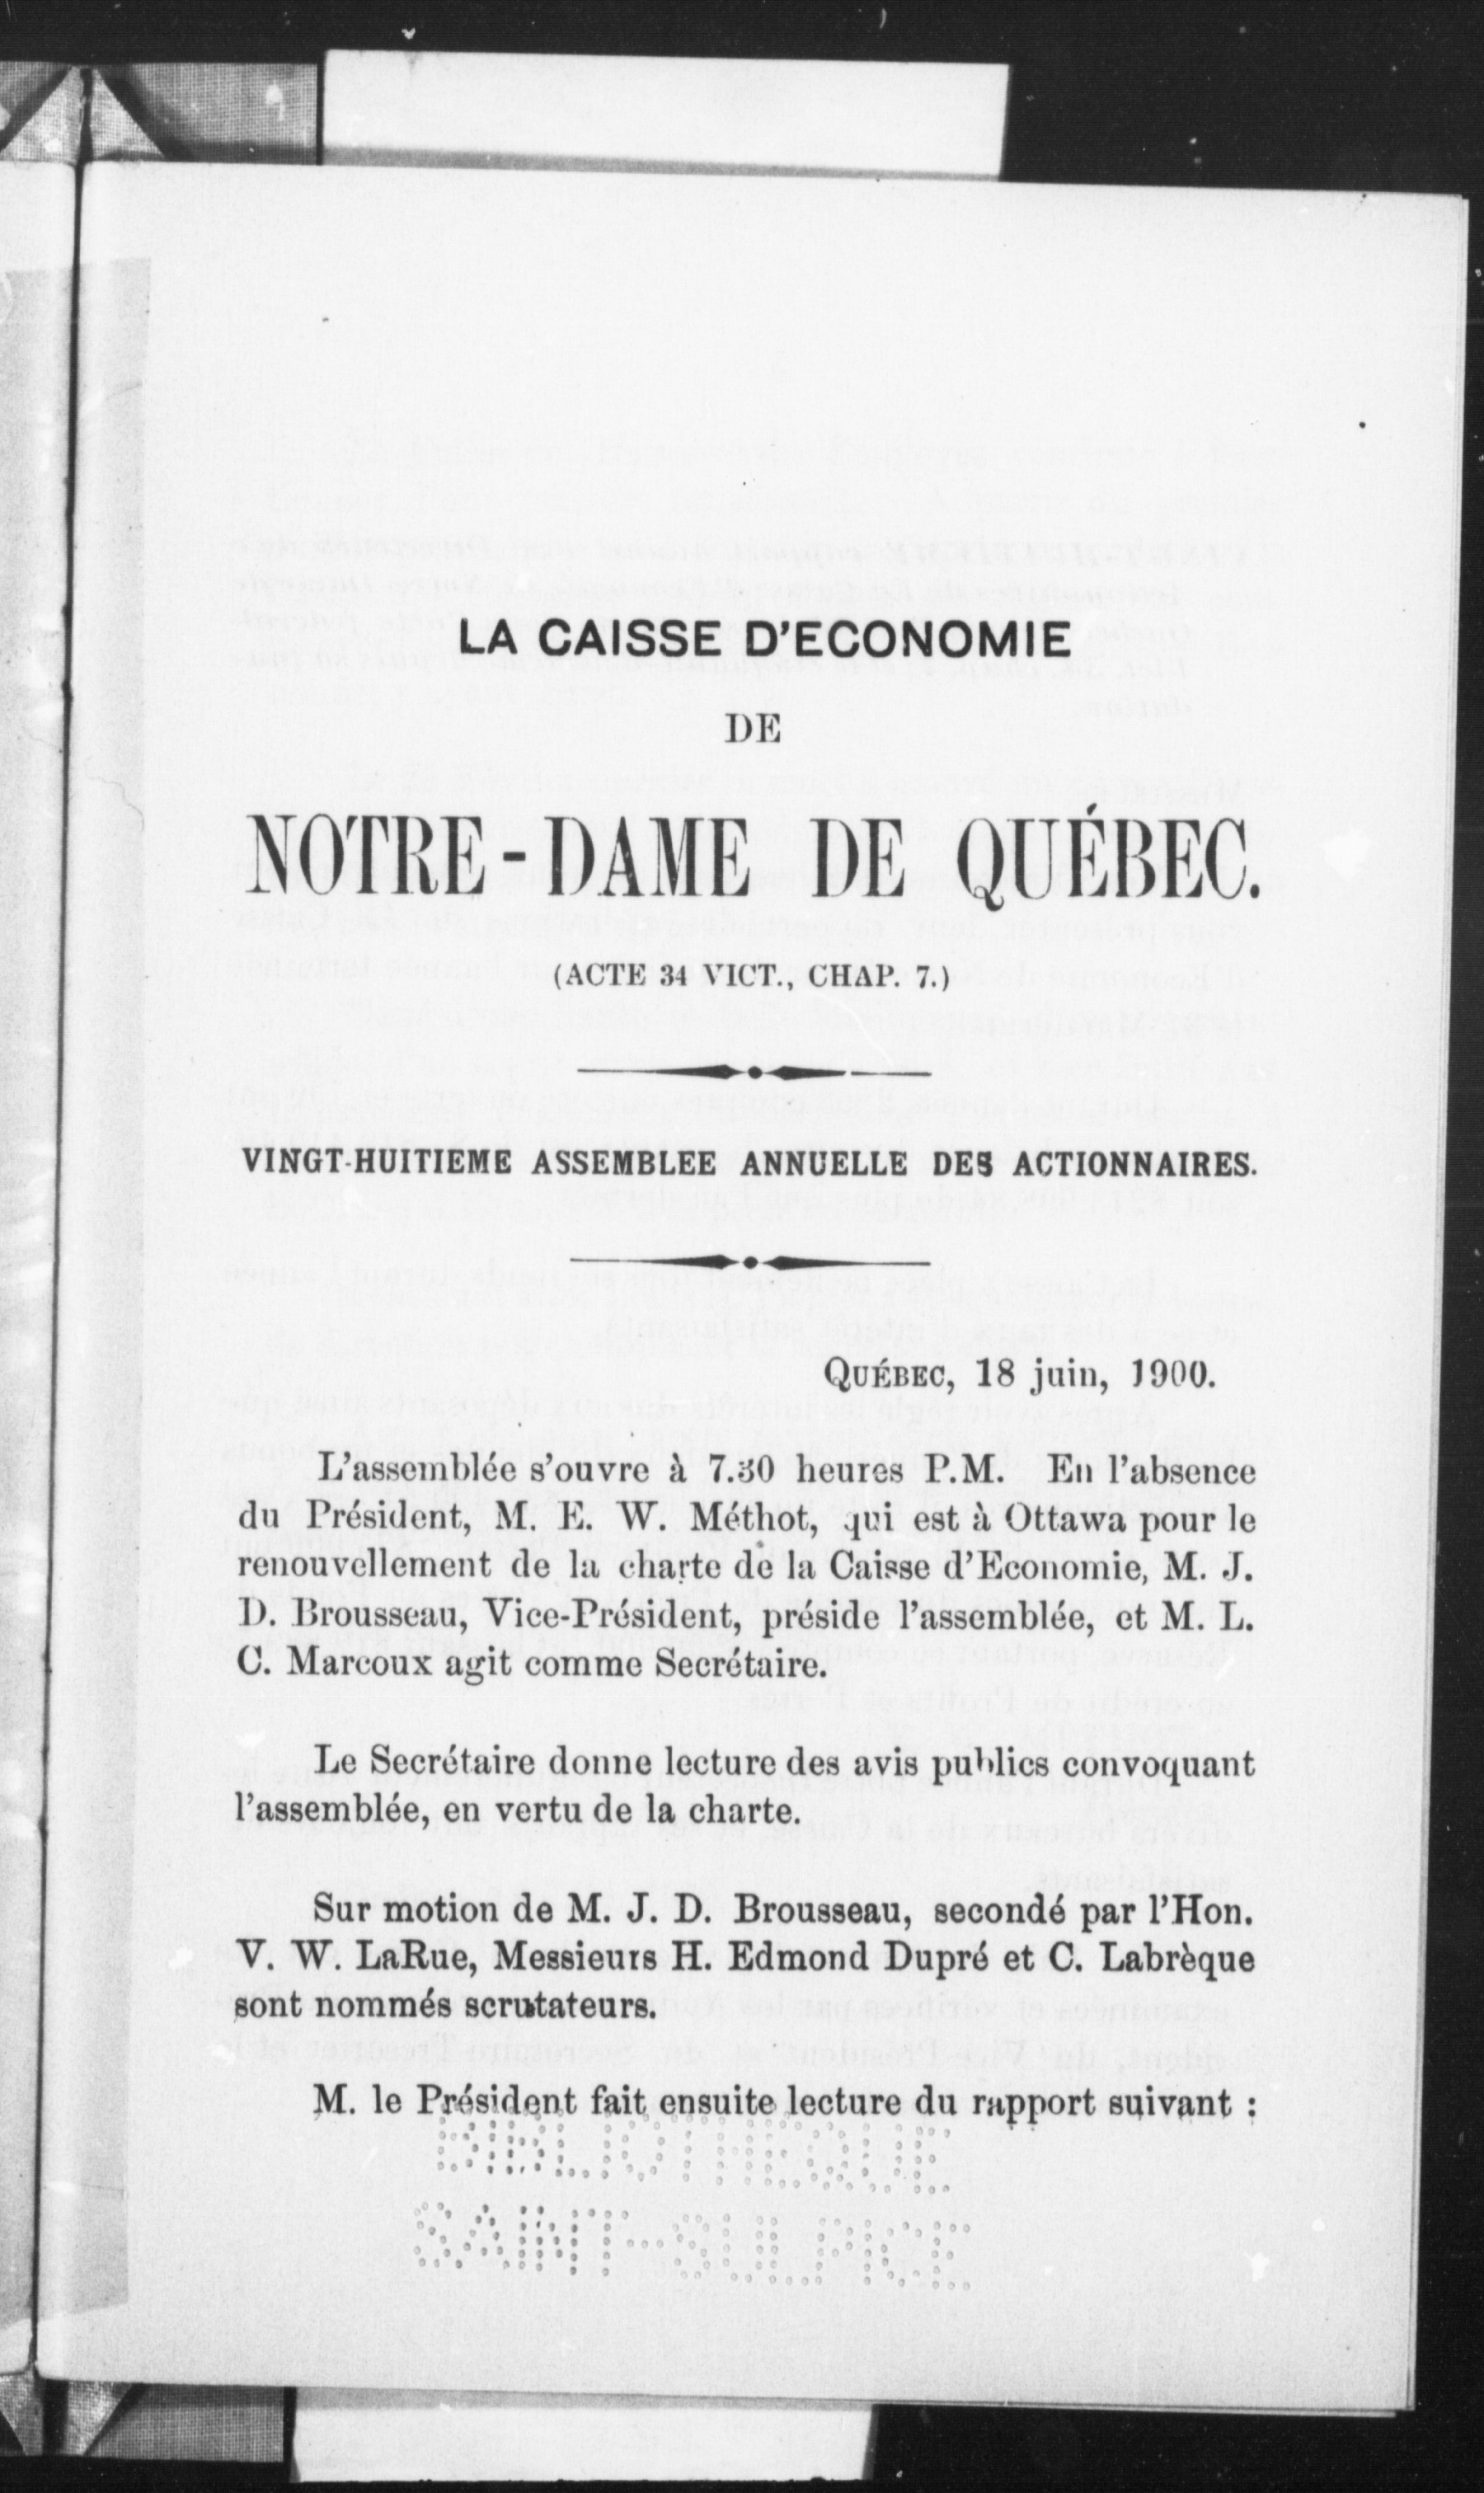 LA CAISSE D'ECONOMIE
DE
NOTRE-DAME DE QUÉBEC.
(ACTE 34 VICT., CHAP. 7.)
VINGT-HUITIEME ASSEMBLEE ANNUELLE DES ACTIONNAIRES.
QUÉBEC, 18 juin, 1900.
L'assemblée s'ouvre à 7.30 heures P.M. En l'absence
du Président, M. E. W. Méthot, qui est à Ottawa pour le
renouvellement de la charte de la Caisse d'Economie, M. J.
D. Brousseau, Vice-Président, préside l'assemblée, et M. L.
C. Marcoux agit comme Secrétaire.
Le Secrétaire donne lecture des avis publics convoquant
l'assemblée, en vertu de la charte.
Sur motion de M. J. D. Brousseau, secondé par l'Hon.
V. W. LaRue, Messieurs H. Edmond Dupré et C. Labrèque
sont nommés scrutateurs.
M. le Président fait ensuite lecture du rapport suivant :
BIBLIOTHEQUE
SAINT-SULPICE